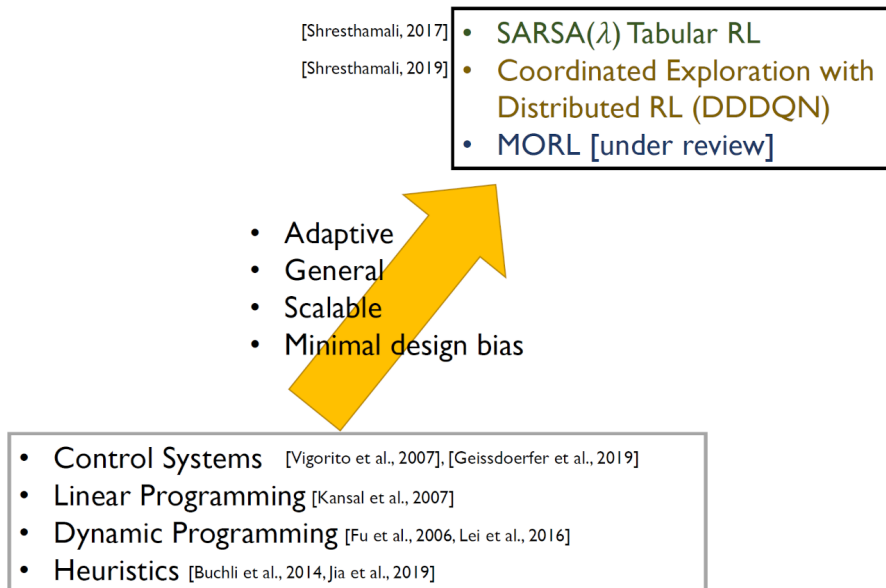 [Shresthamali, 2017] • SARSA(λ) Tabular RL
[Shresthamali, 2019] • Coordinated Exploration with
Distributed RL (DDDQN)
• MORL [under review]
• Adaptive
• General
• Scalable
• Minimal design bias
• Control Systems [Vigorito et al., 2007], [Geissdoerfer et al., 2019]
• Linear Programming [Kansal et al., 2007]
• Dynamic Programming [Fu et al., 2006, Lei et al., 2016]
• Heuristics [Buchli et al., 2014, Jia et al., 2019]